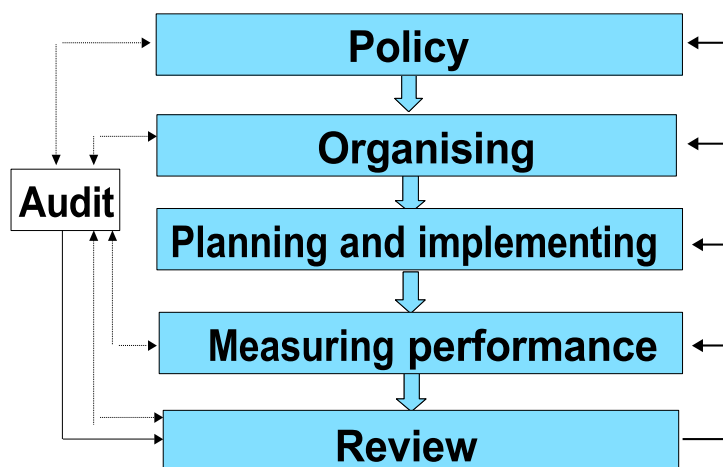 Policy
Organising
Audit
Planning and implementing
Measuring performance
Review